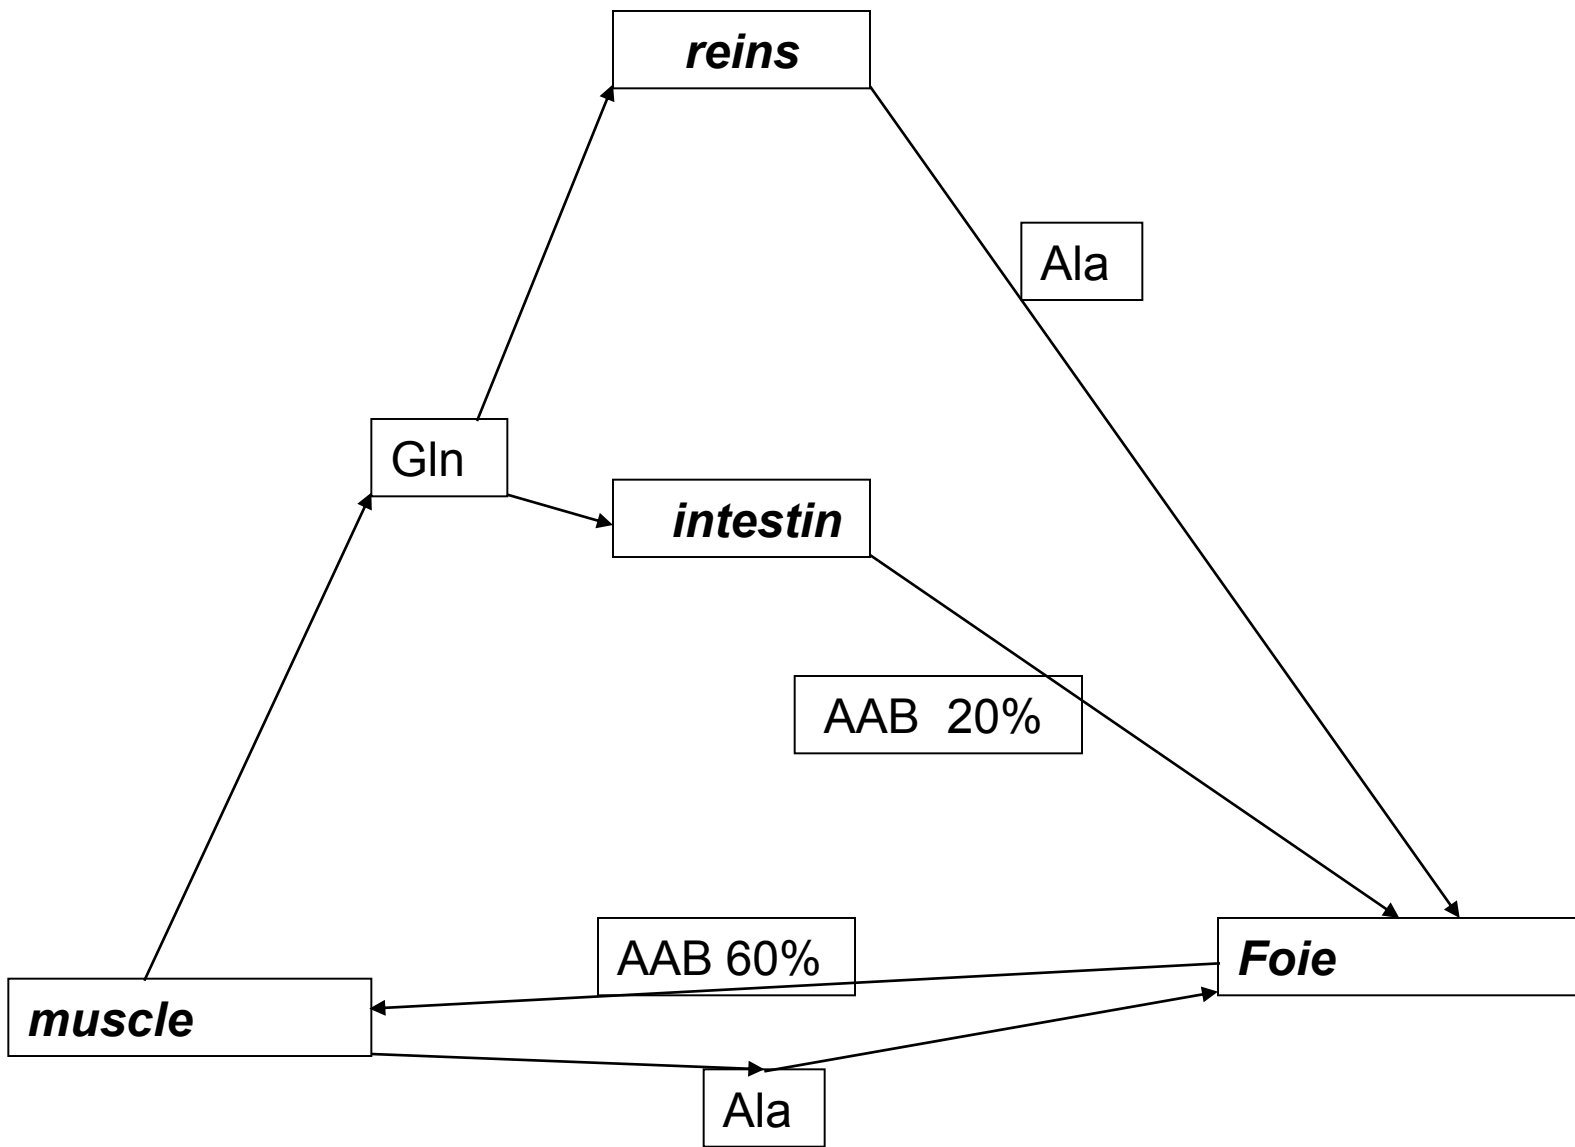 reins
Ala
Gln
intestin
AAB 20%
AAB 60%
Foie
muscle
Ala